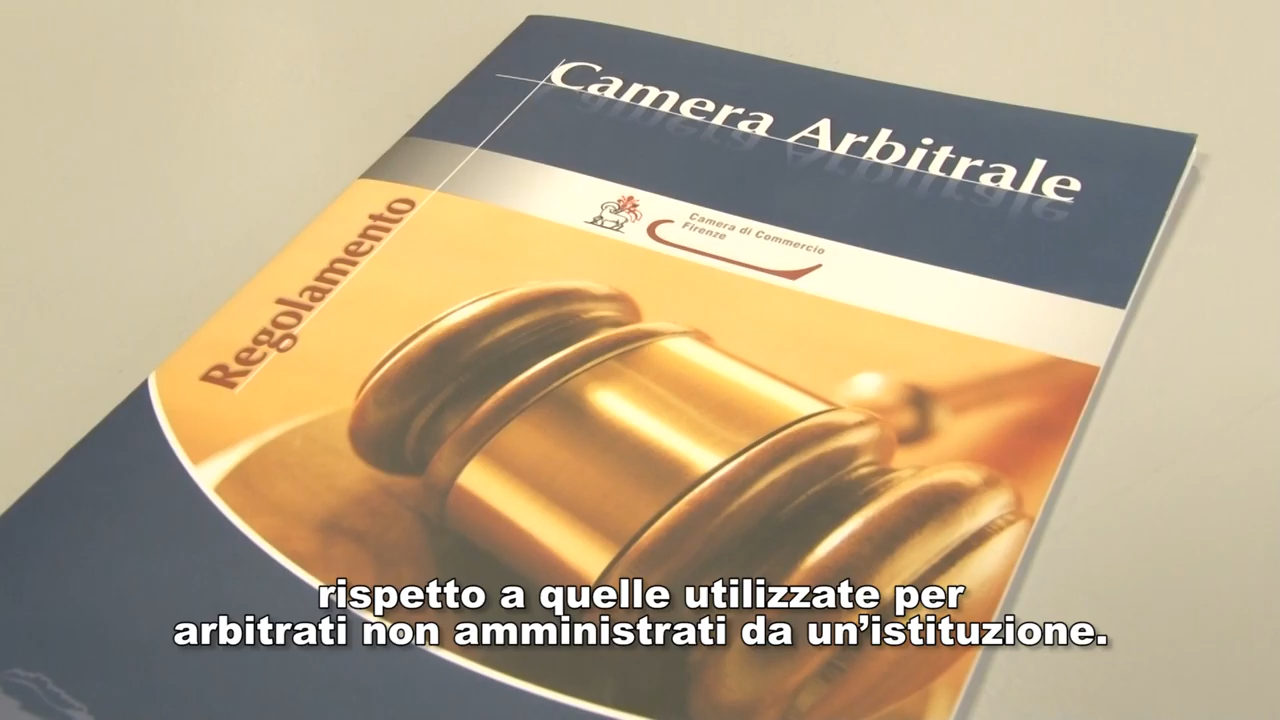 Camera Arbitrale
Camera di Commercio
Firenze
Regolamento
rispetto a quelle utilizzate per
arbitrati non amministrati da un’istituzione.